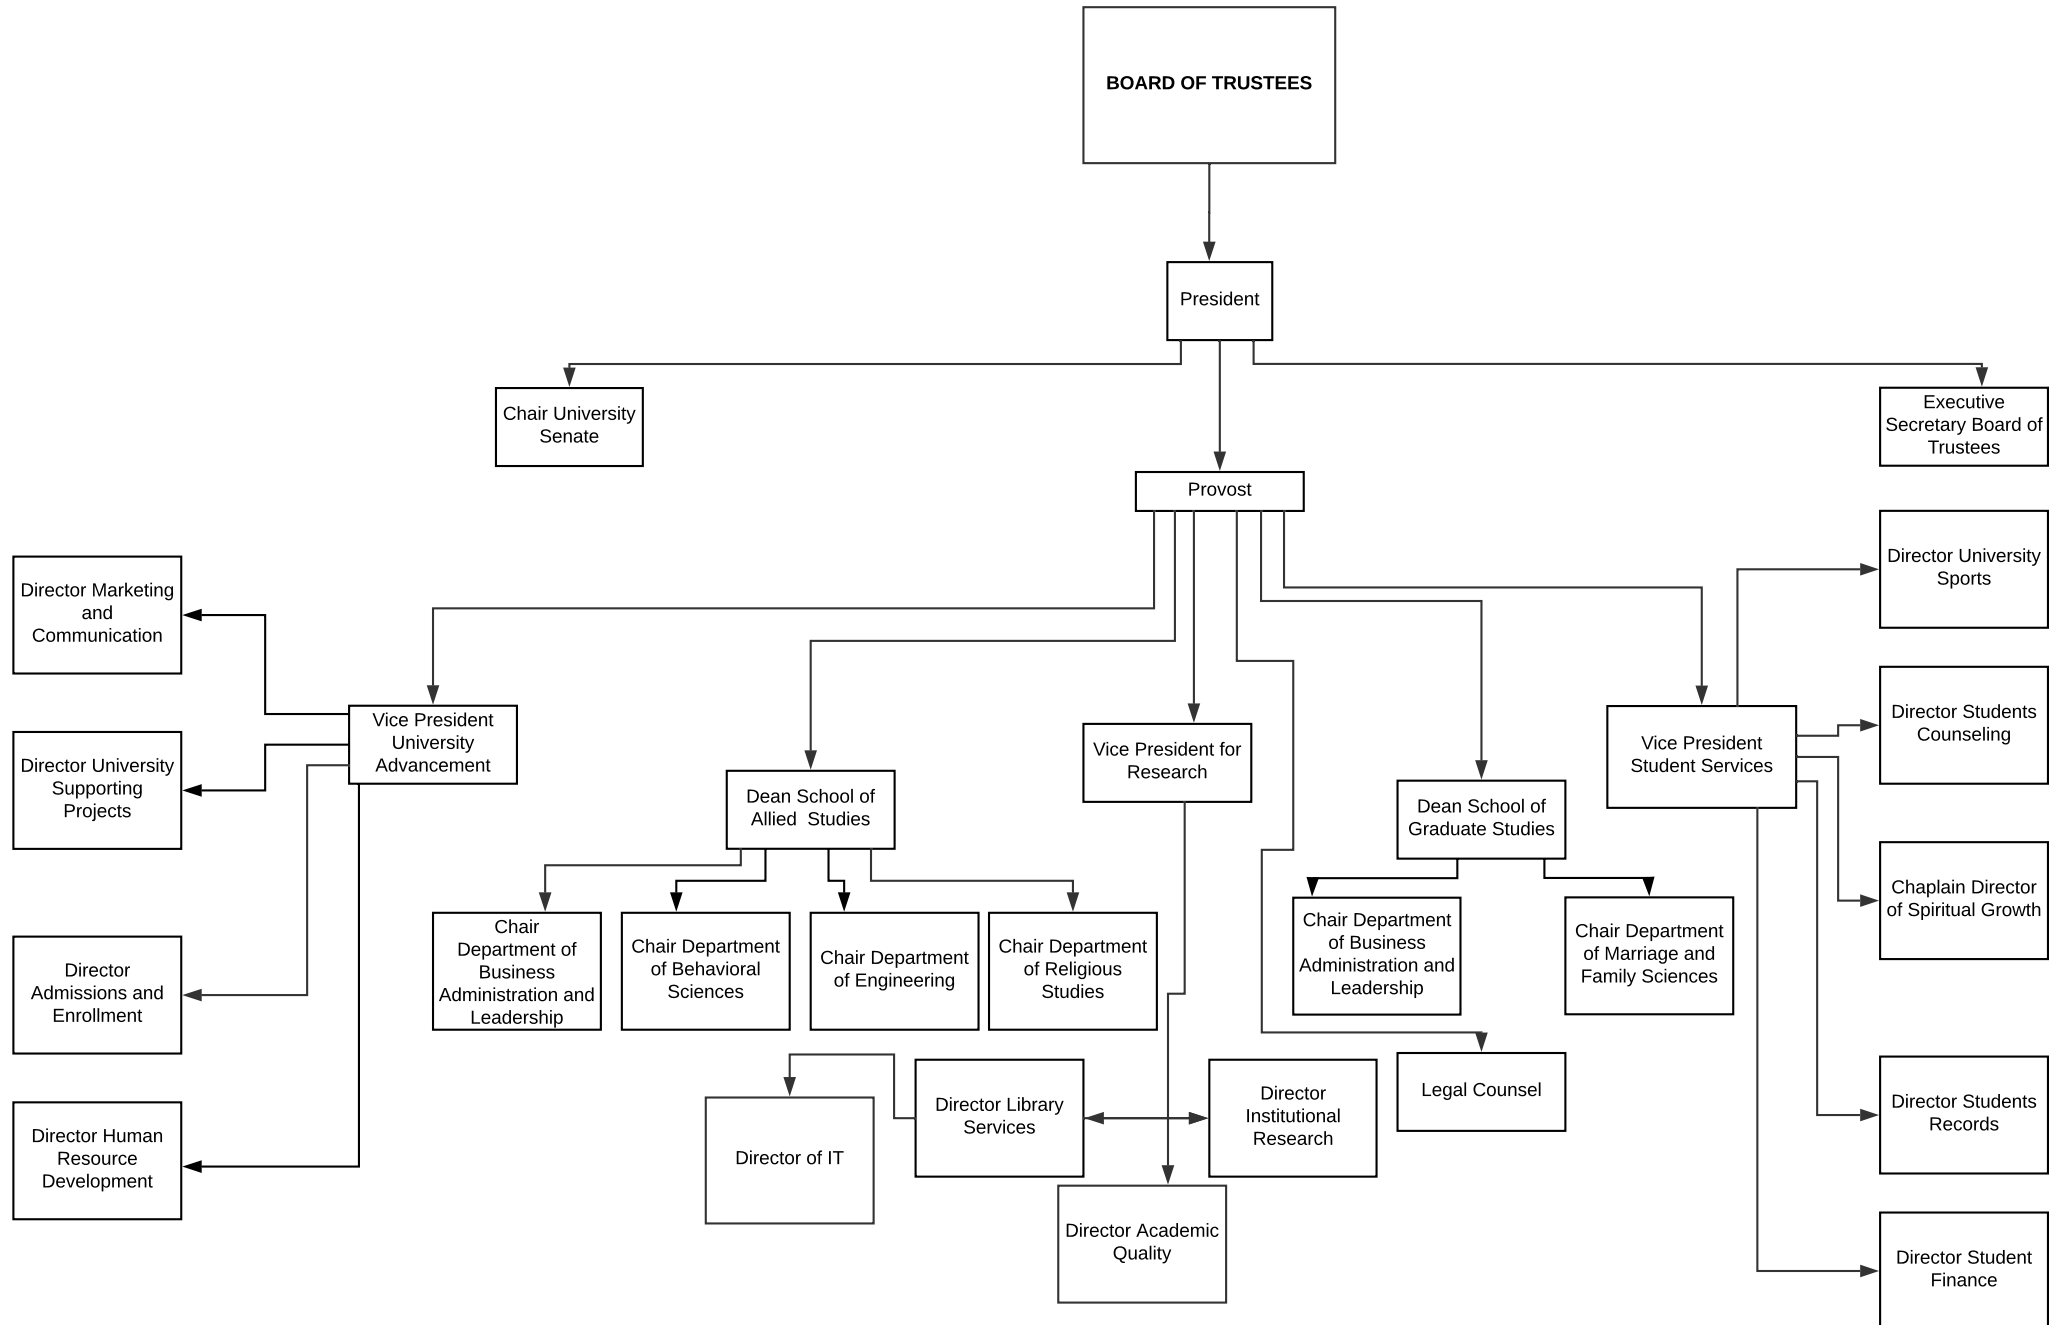 BOARD OF TRUSTEES
President
Chair University
Senate
Executive
Secretary Board of
Trustees
Provost
Director Marketing
and
Communication
Director University
Supporting
Projects
Director
Admissions and
Enrollment
Director Human
Resource
Development
Vice President
University
Advancement
Dean School of
Allied  Studies
Vice President for
Research
Dean School of
Graduate Studies
Vice President
Student Services
Director University
Sports
Director Students
Counseling
Chaplain Director
of Spiritual Growth
Director Students
Records
Director Student
Finance
Chair
Department of
Business
Administration and
Leadership
Chair Department
of Behavioral
Sciences
Chair Department
of Engineering
Chair Department
of Religious
Studies
Chair Department
of Business
Administration and
Leadership
Chair Department
of Marriage and
Family Sciences
Director of IT
Director Library
Services
Director
Institutional
Research
Legal Counsel
Director Academic
Quality